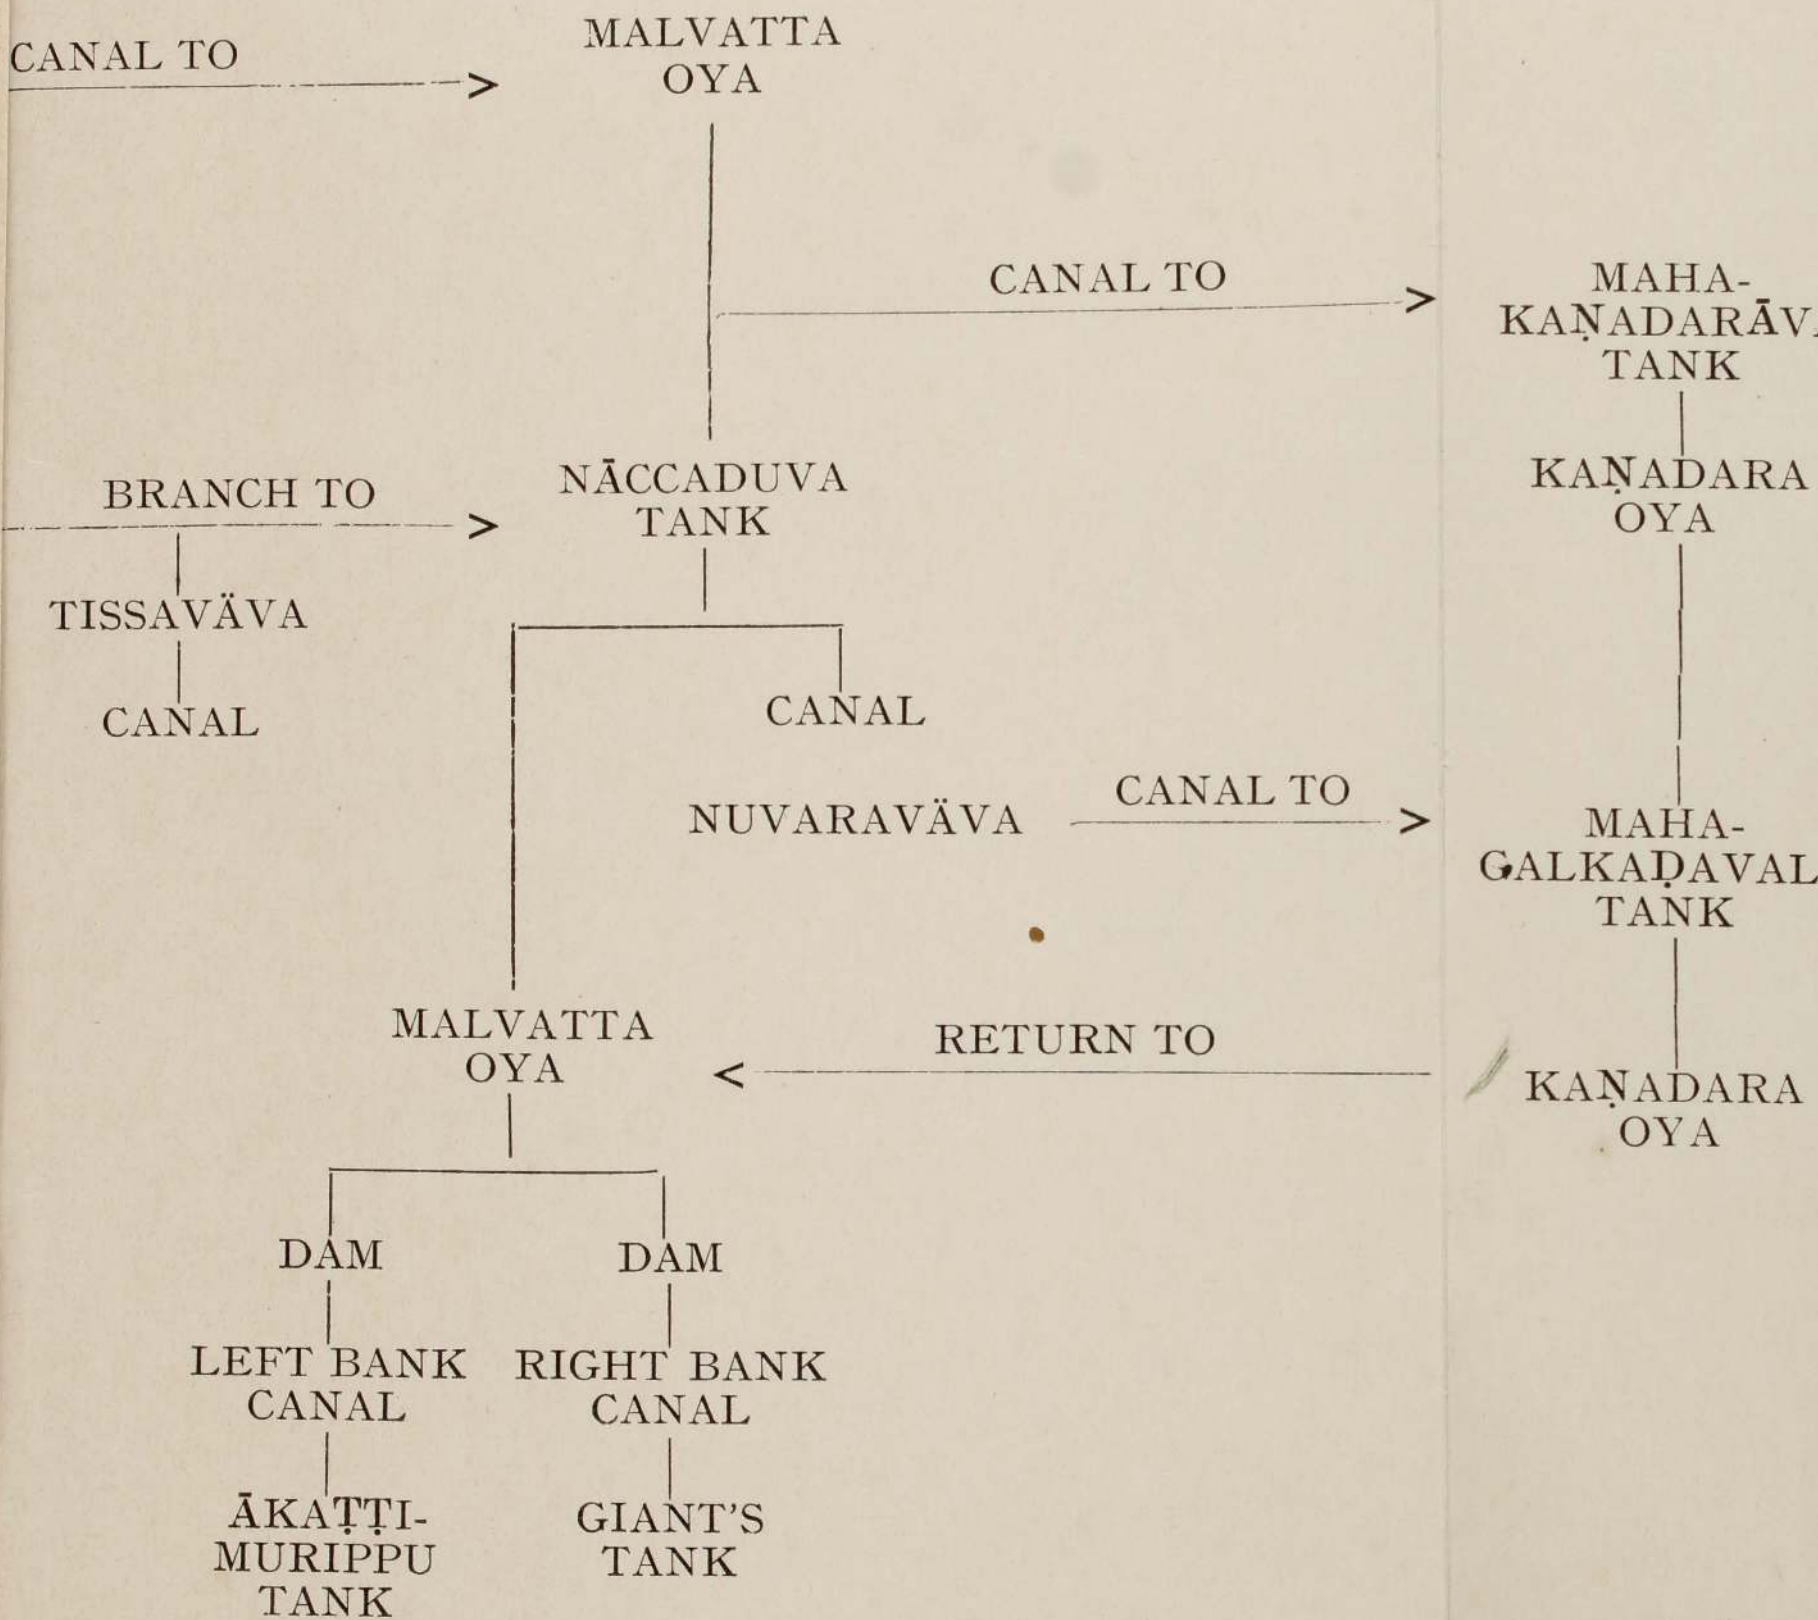 CANAL TO
MALVATTA
OYA
CANAL TO
MAHA-
KAṆADARĀV
TANK
BRANCH TO
NĀCCADUVA
TANK
KAṆADARA
OYA
TISSAVÄVA
CANAL
CANAL
NUVARAVÄVA
CANAL TO
MAHA-
GALKAḌAVAL
TANK
MALVATTA
OYA
RETURN TO
KAṆADARA
OYA
DAM
DAM
LEFT BANK
CANAL
RIGHT BANK
CANAL
ĀKAṬṬI-
MURIPPU
TANK
GIANT'S
TANK